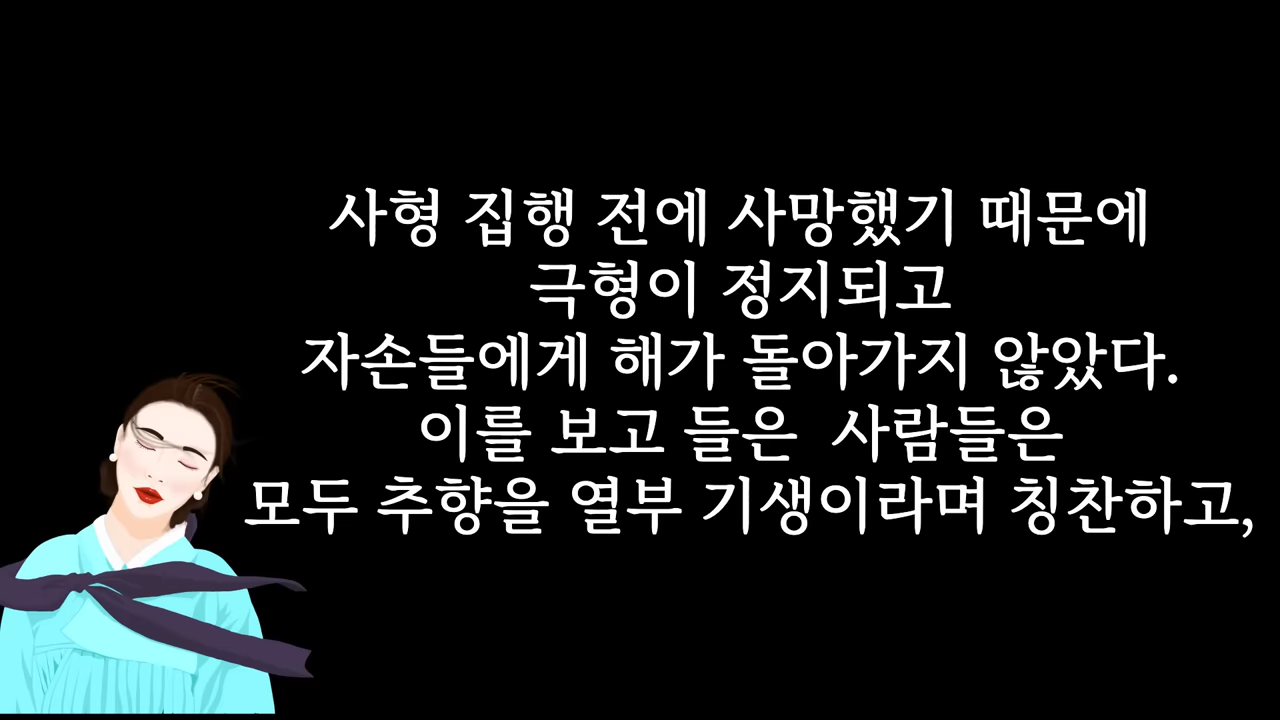 사형 집행 전에 사망했기 때문에
극형이 정지되고
자손들에게 해가 돌아가지 않았다.
이를 보고 들은 사람들은
모두 추향을 열부 기생이라며 칭찬하고,